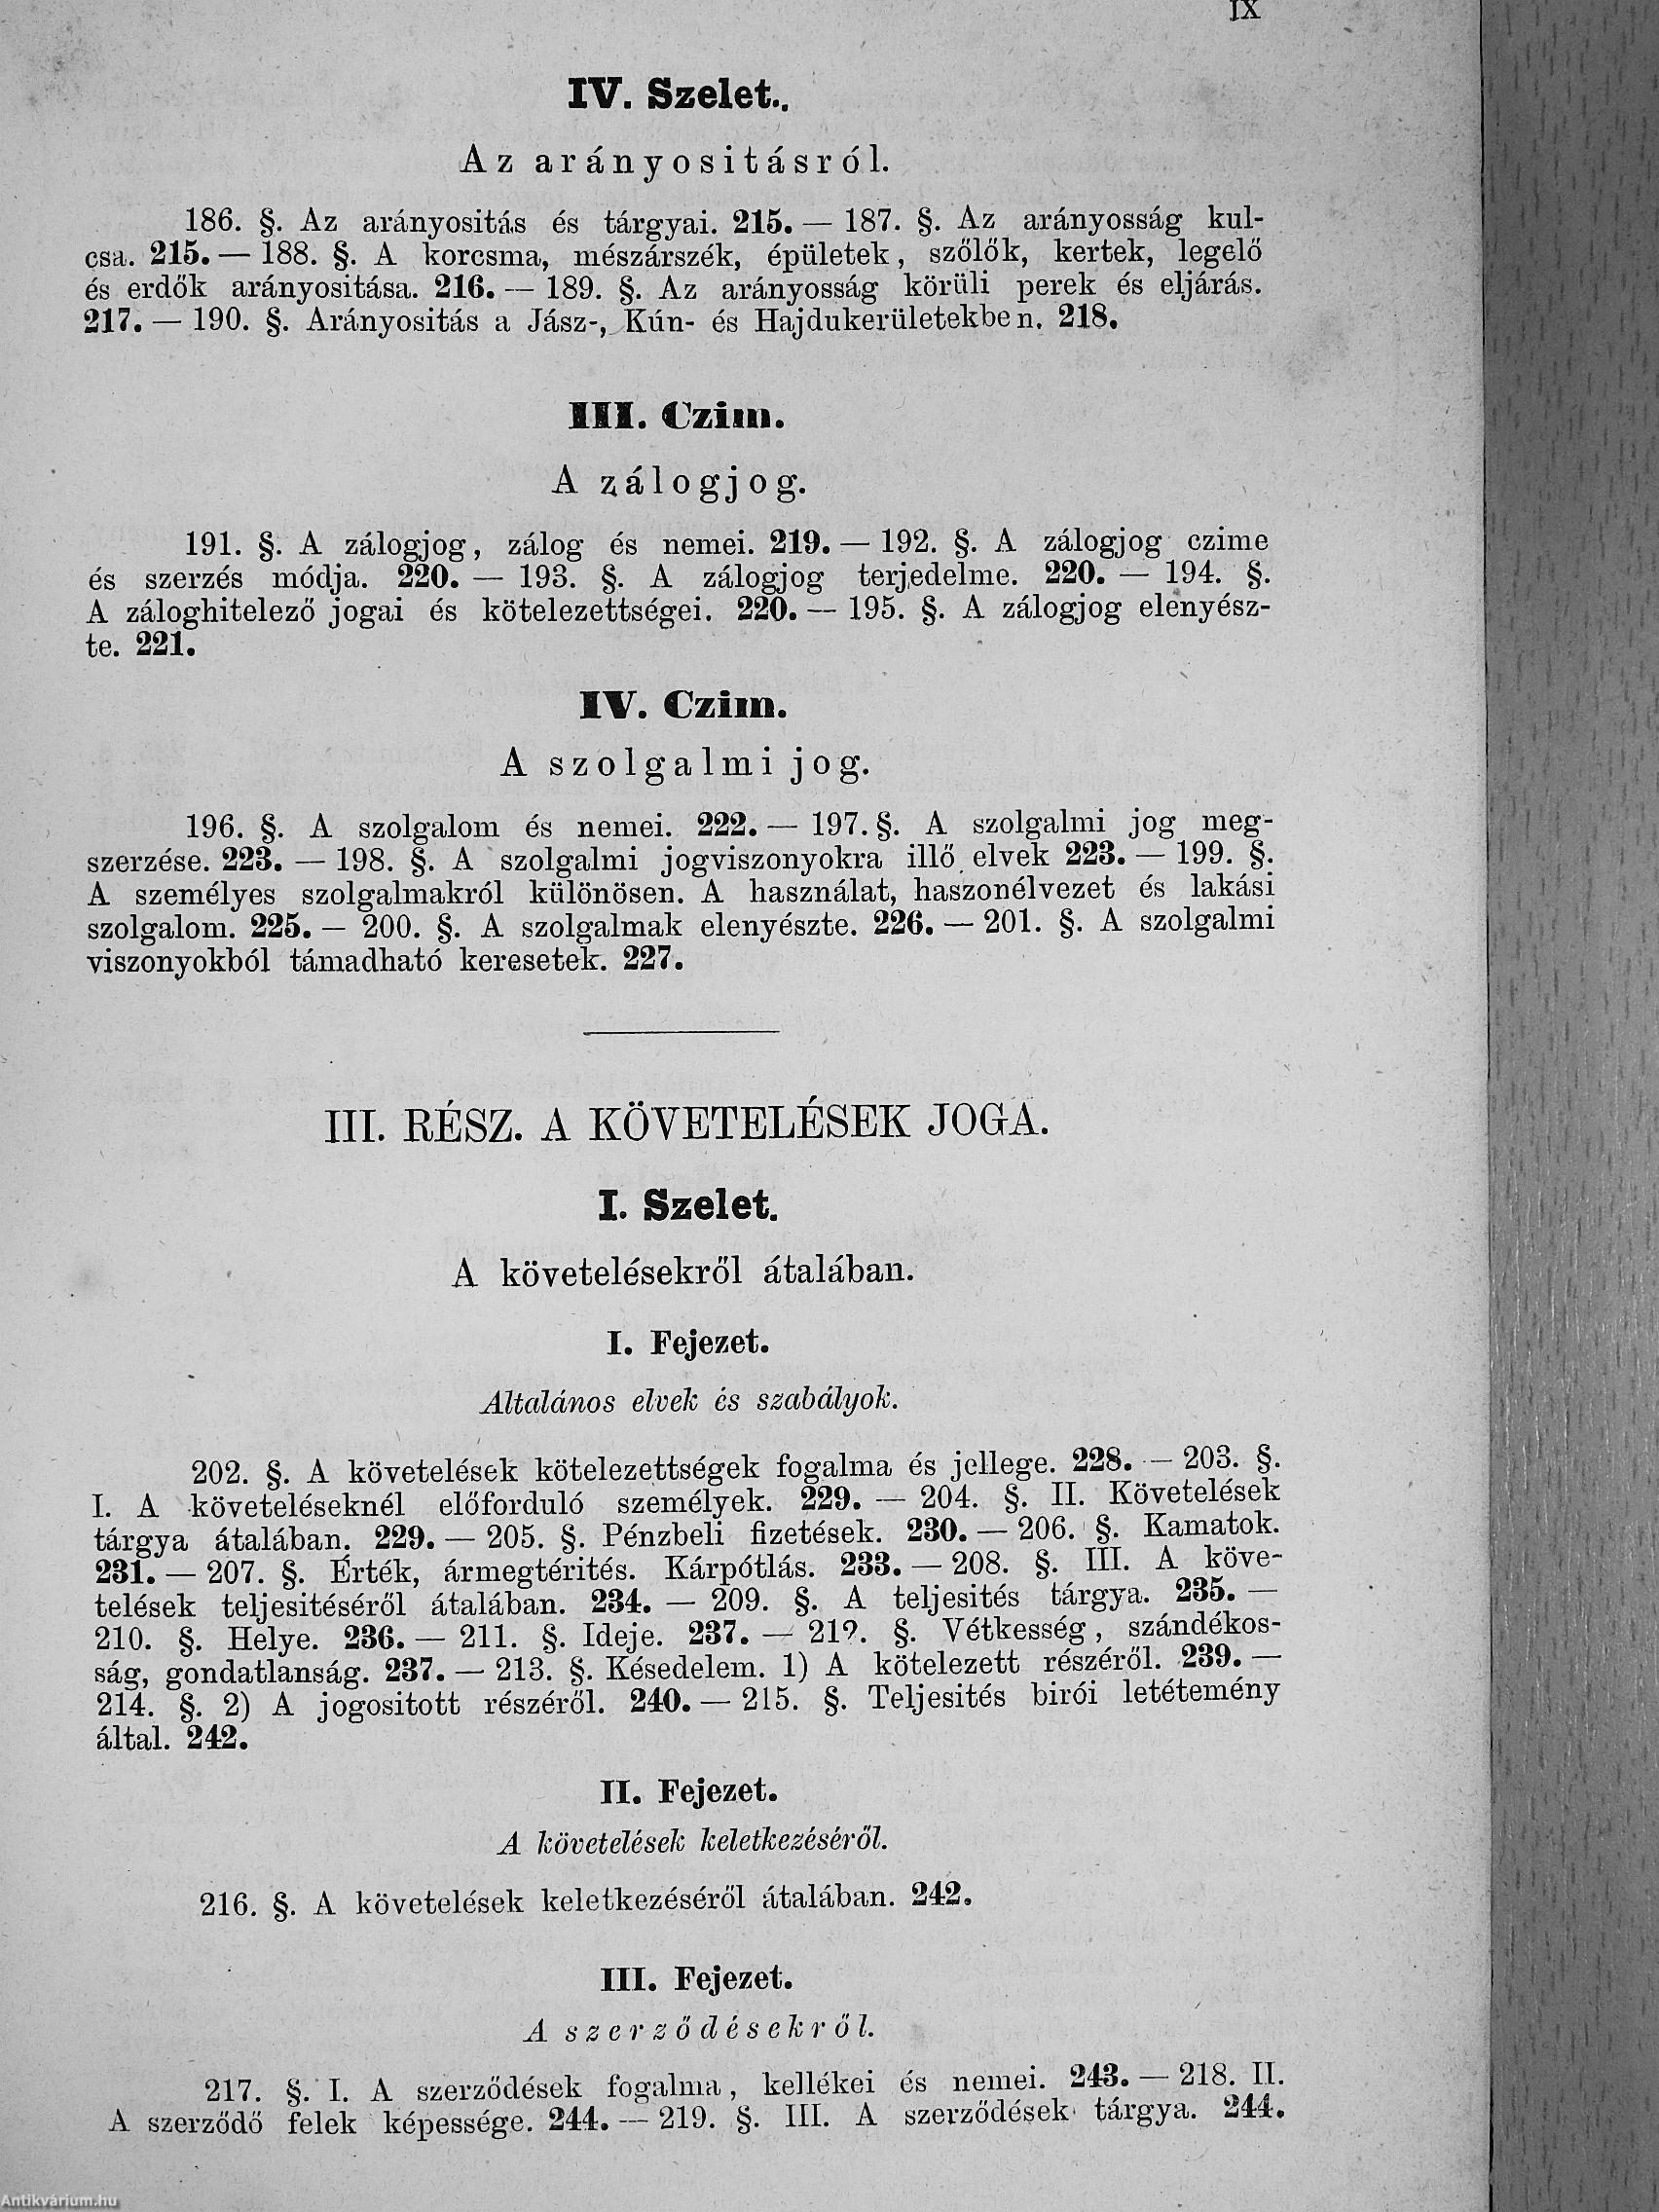 IX
IV. Szelet.
Az arányositásról.
186. §. Az arányositás és tárgyai. 215. — 187. §. Az arányosság kul-
csa. 215. — 188. §. A korcsma, mészárszék, épületek, szőlők, kertek, legelő
és erdők arányositása. 216. — 189. §. Az arányosság körüli perek és eljárás.
217. — 190. §. Arányositás a Jász-, Kún- és Hajdukerületekben. 218.
III. Czim.
A zálogjog.
191. §. A zálogjog, zálog és nemei. 219. — 192. §. A zálogjog czime
és szerzés módja. 220. — 193. §. A zálogjog terjedelme. 220. — 194. §.
A záloghitelező jogai és kötelezettségei. 220. — 195. §. A zálogjog elenyész-
te. 221.
IV. Czim.
A szolgalmi jog.
196. §. A szolgalom és nemei. 222. — 197. §. A szolgalmi jog meg-
szerzése. 223. — 198. §. A szolgalmi jogviszonyokra illő elvek 223. — 199. §.
A személyes szolgalmakról különösen. A használat, haszonélvezet és lakási
szolgalom. 225. — 200. §. A szolgalmak elenyészte. 226. — 201. §. A szolgalmi
viszonyokból támadható keresetek. 227.
III. RÉSZ. A KÖVETELÉSEK JOGA.
I. Szelet.
A követelésekről átalában.
I. Fejezet.
Altalános elvek és szabályok.
202. §. A követelések kötelezettségek fogalma és jellege. 228. — 203. §.
I. A követeléseknél előforduló személyek. 229. — 204. §. II. Követelések
tárgya átalában. 229. — 205. §. Pénzbeli fizetések. 230. — 206. §. Kamatok.
231. — 207. §. Érték, ármegtérités. Kárpótlás. 233. — 208. §. III. A köve-
telések teljesitéséről átalában. 234. — 209. §. A teljesités tárgya. 235. —
210. §. Helye. 236. — 211. §. Ideje. 237. — 212. §. Vétkesség, szándékos-
ság, gondatlanság. 237. — 213. §. Késedelem. 1) A kötelezett részéről. 239. —
214. §. 2) A jogositott részéről. 240. — 215. §. Teljesités birói letétemény
által. 242.
II. Fejezet.
A követelések keletkezéséről.
216. §. A követelések keletkezéséről átalában. 242.
III. Fejezet.
A szerződésekről.
217. §. I. A szerződések fogalma, kellékei és nemei. 243. — 218. II.
A szerződő felek képessége. 244. — 219. §. III. A szerződések tárgya. 244.
Antikvárium.hu